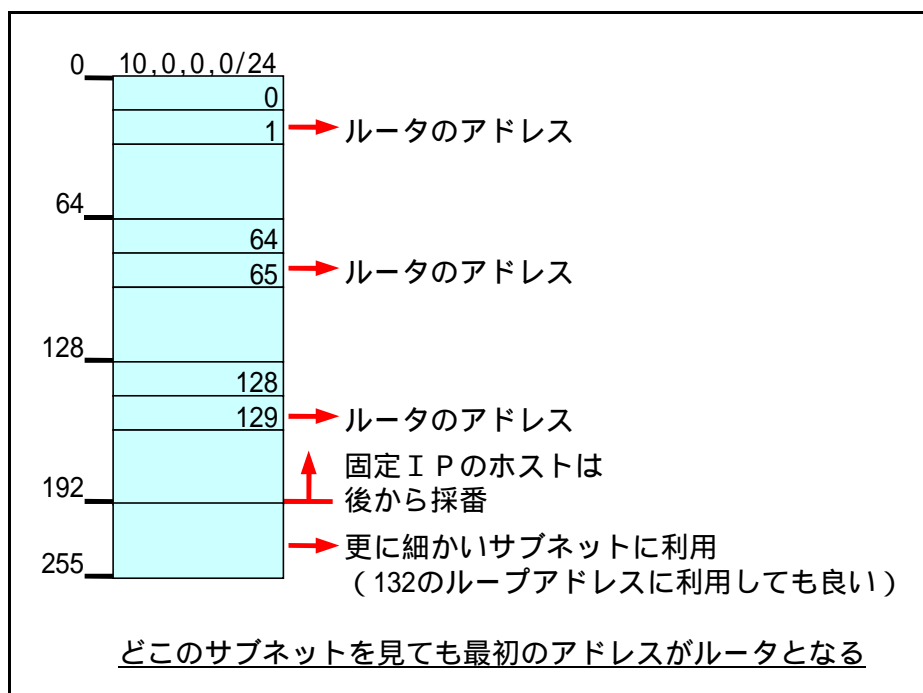 0 10,0,0,0/24
0
1 ルータのアドレス
64
64
65 ルータのアドレス
128
128
129 ルータのアドレス
固定ＩＰのホストは
192 後から採番
更に細かいサブネットに利用
255 （132のループアドレスに利用しても良い）
どこのサブネットを見ても最初のアドレスがルータとなる